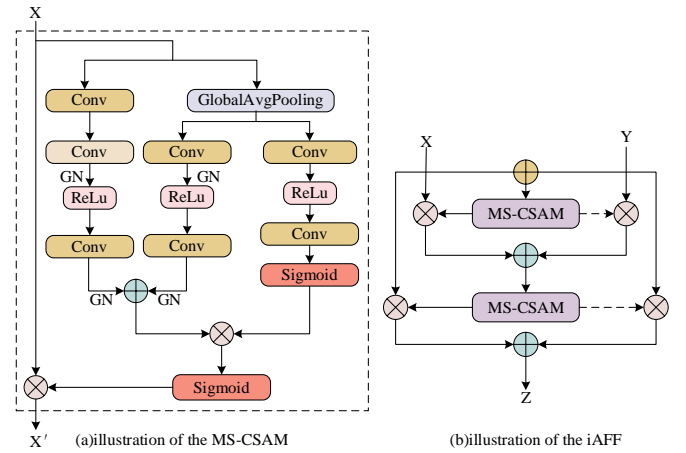 X
Conv
GlobalAvgPooling
Conv
Conv
Conv
GN
GN
ReLu
ReLu
ReLu
Conv
Conv
Conv
Sigmoid
GN
GN
Sigmoid
X′
(a)illustration of the MS-CSAM
X
Y
MS-CSAM
MS-CSAM
Z
(b)illustration of the iAFF